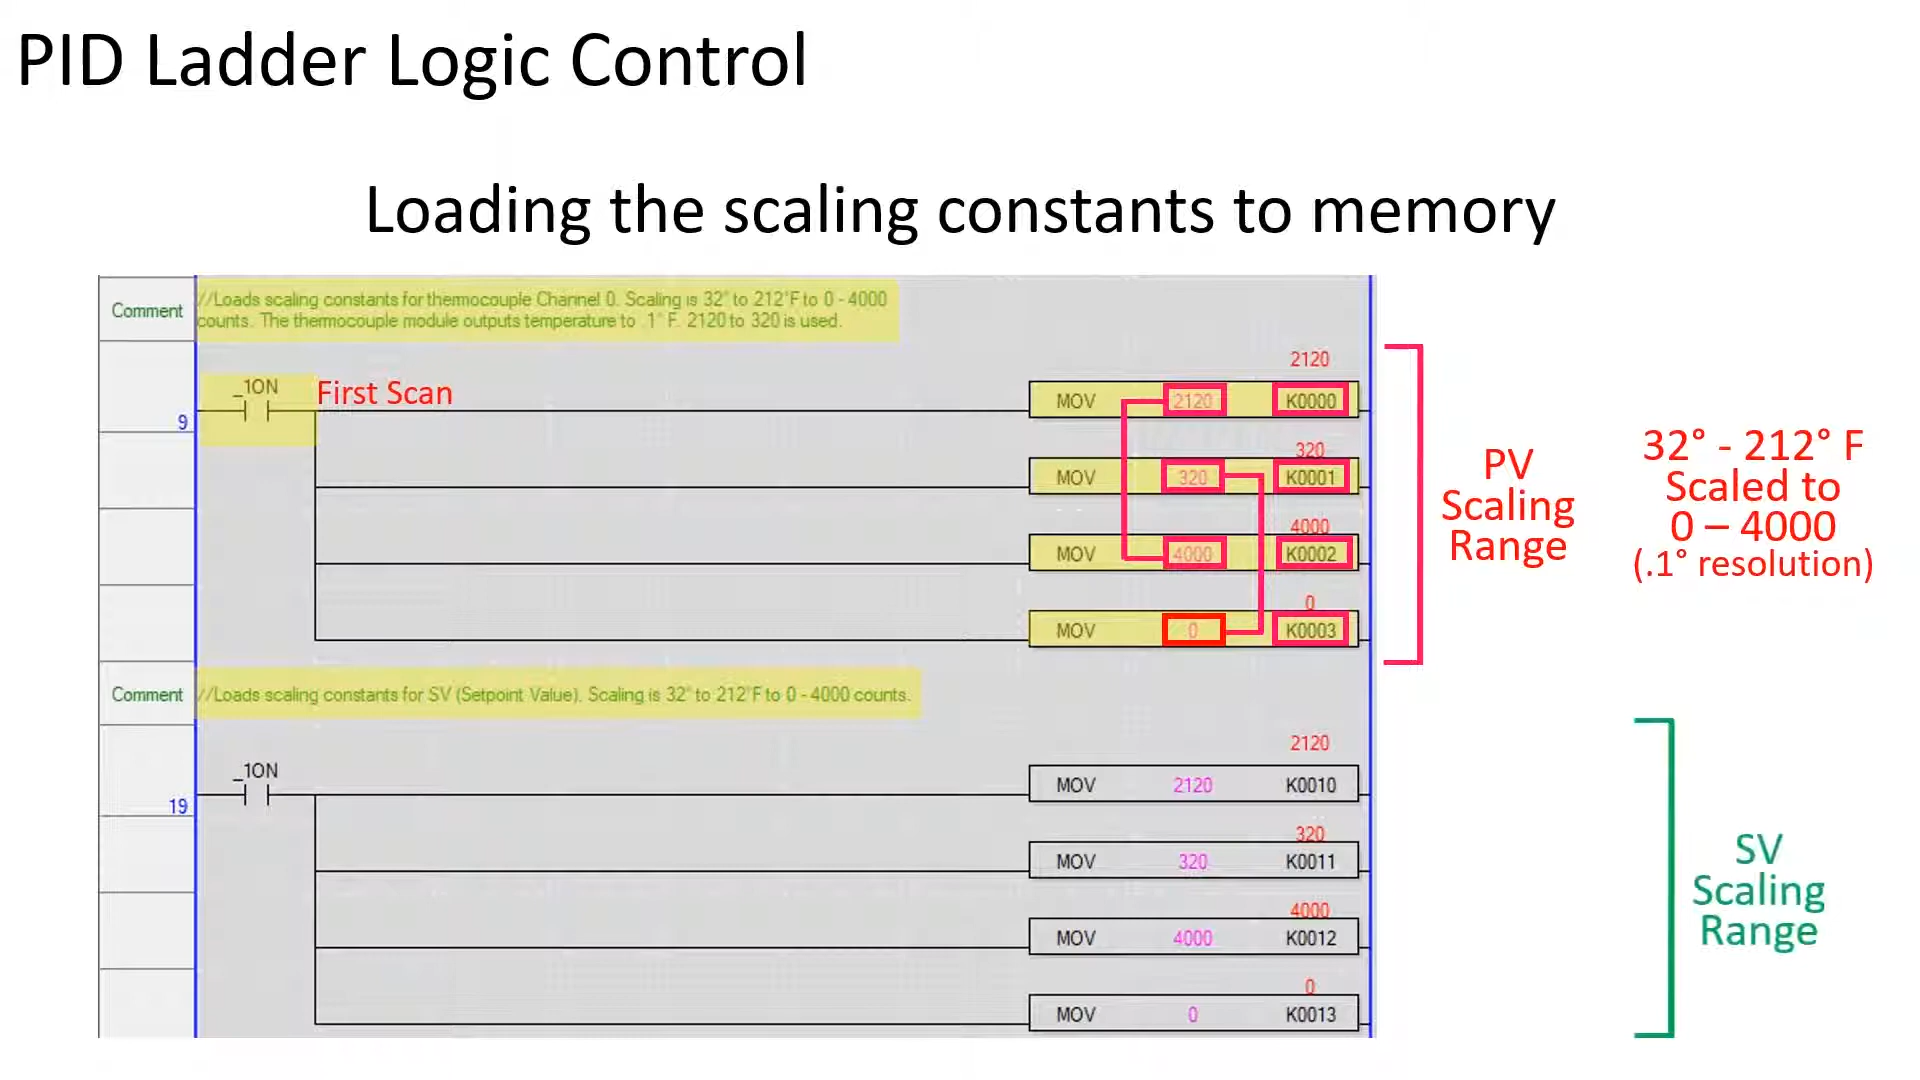 PID Ladder Logic Control
Loading the scaling constants to memory
Comment
//Loads scaling constants for thermocouple Channel 0. Scaling is 32° to 212°F to 0 - 4000
counts. The thermocouple module outputs temperature to .1° F. 2120 to 320 is used.
2120
_1ON
First Scan
9
MOV 2120 K0000
320
MOV 320 K0001
4000
MOV 4000 K0002
0
MOV 0 K0003
PV
Scaling
Range
32° - 212° F
Scaled to
0 – 4000
(.1° resolution)
Comment
//Loads scaling constants for SV (Setpoint Value). Scaling is 32° to 212°F to 0 - 4000 counts.
2120
_1ON
19
MOV 2120 K0010
320
MOV 320 K0011
4000
MOV 4000 K0012
0
MOV 0 K0013
SV
Scaling
Range